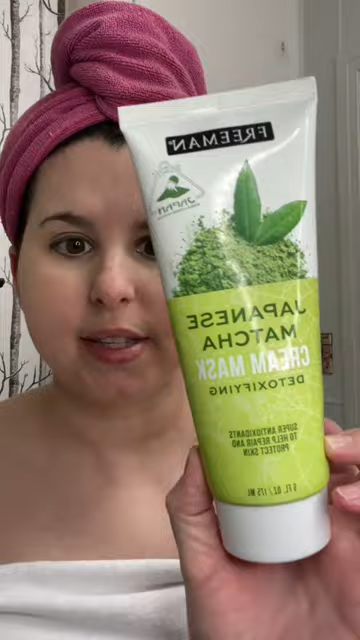 FREEMAN
JAPAN
JAPANESE
MATCHA
CREAM MASK
DETOXIFYING
SUPER ANTIOXIDANTS
TO HELP REPAIR AND
PROTECT SKIN
6 FL. OZ / 175 ML